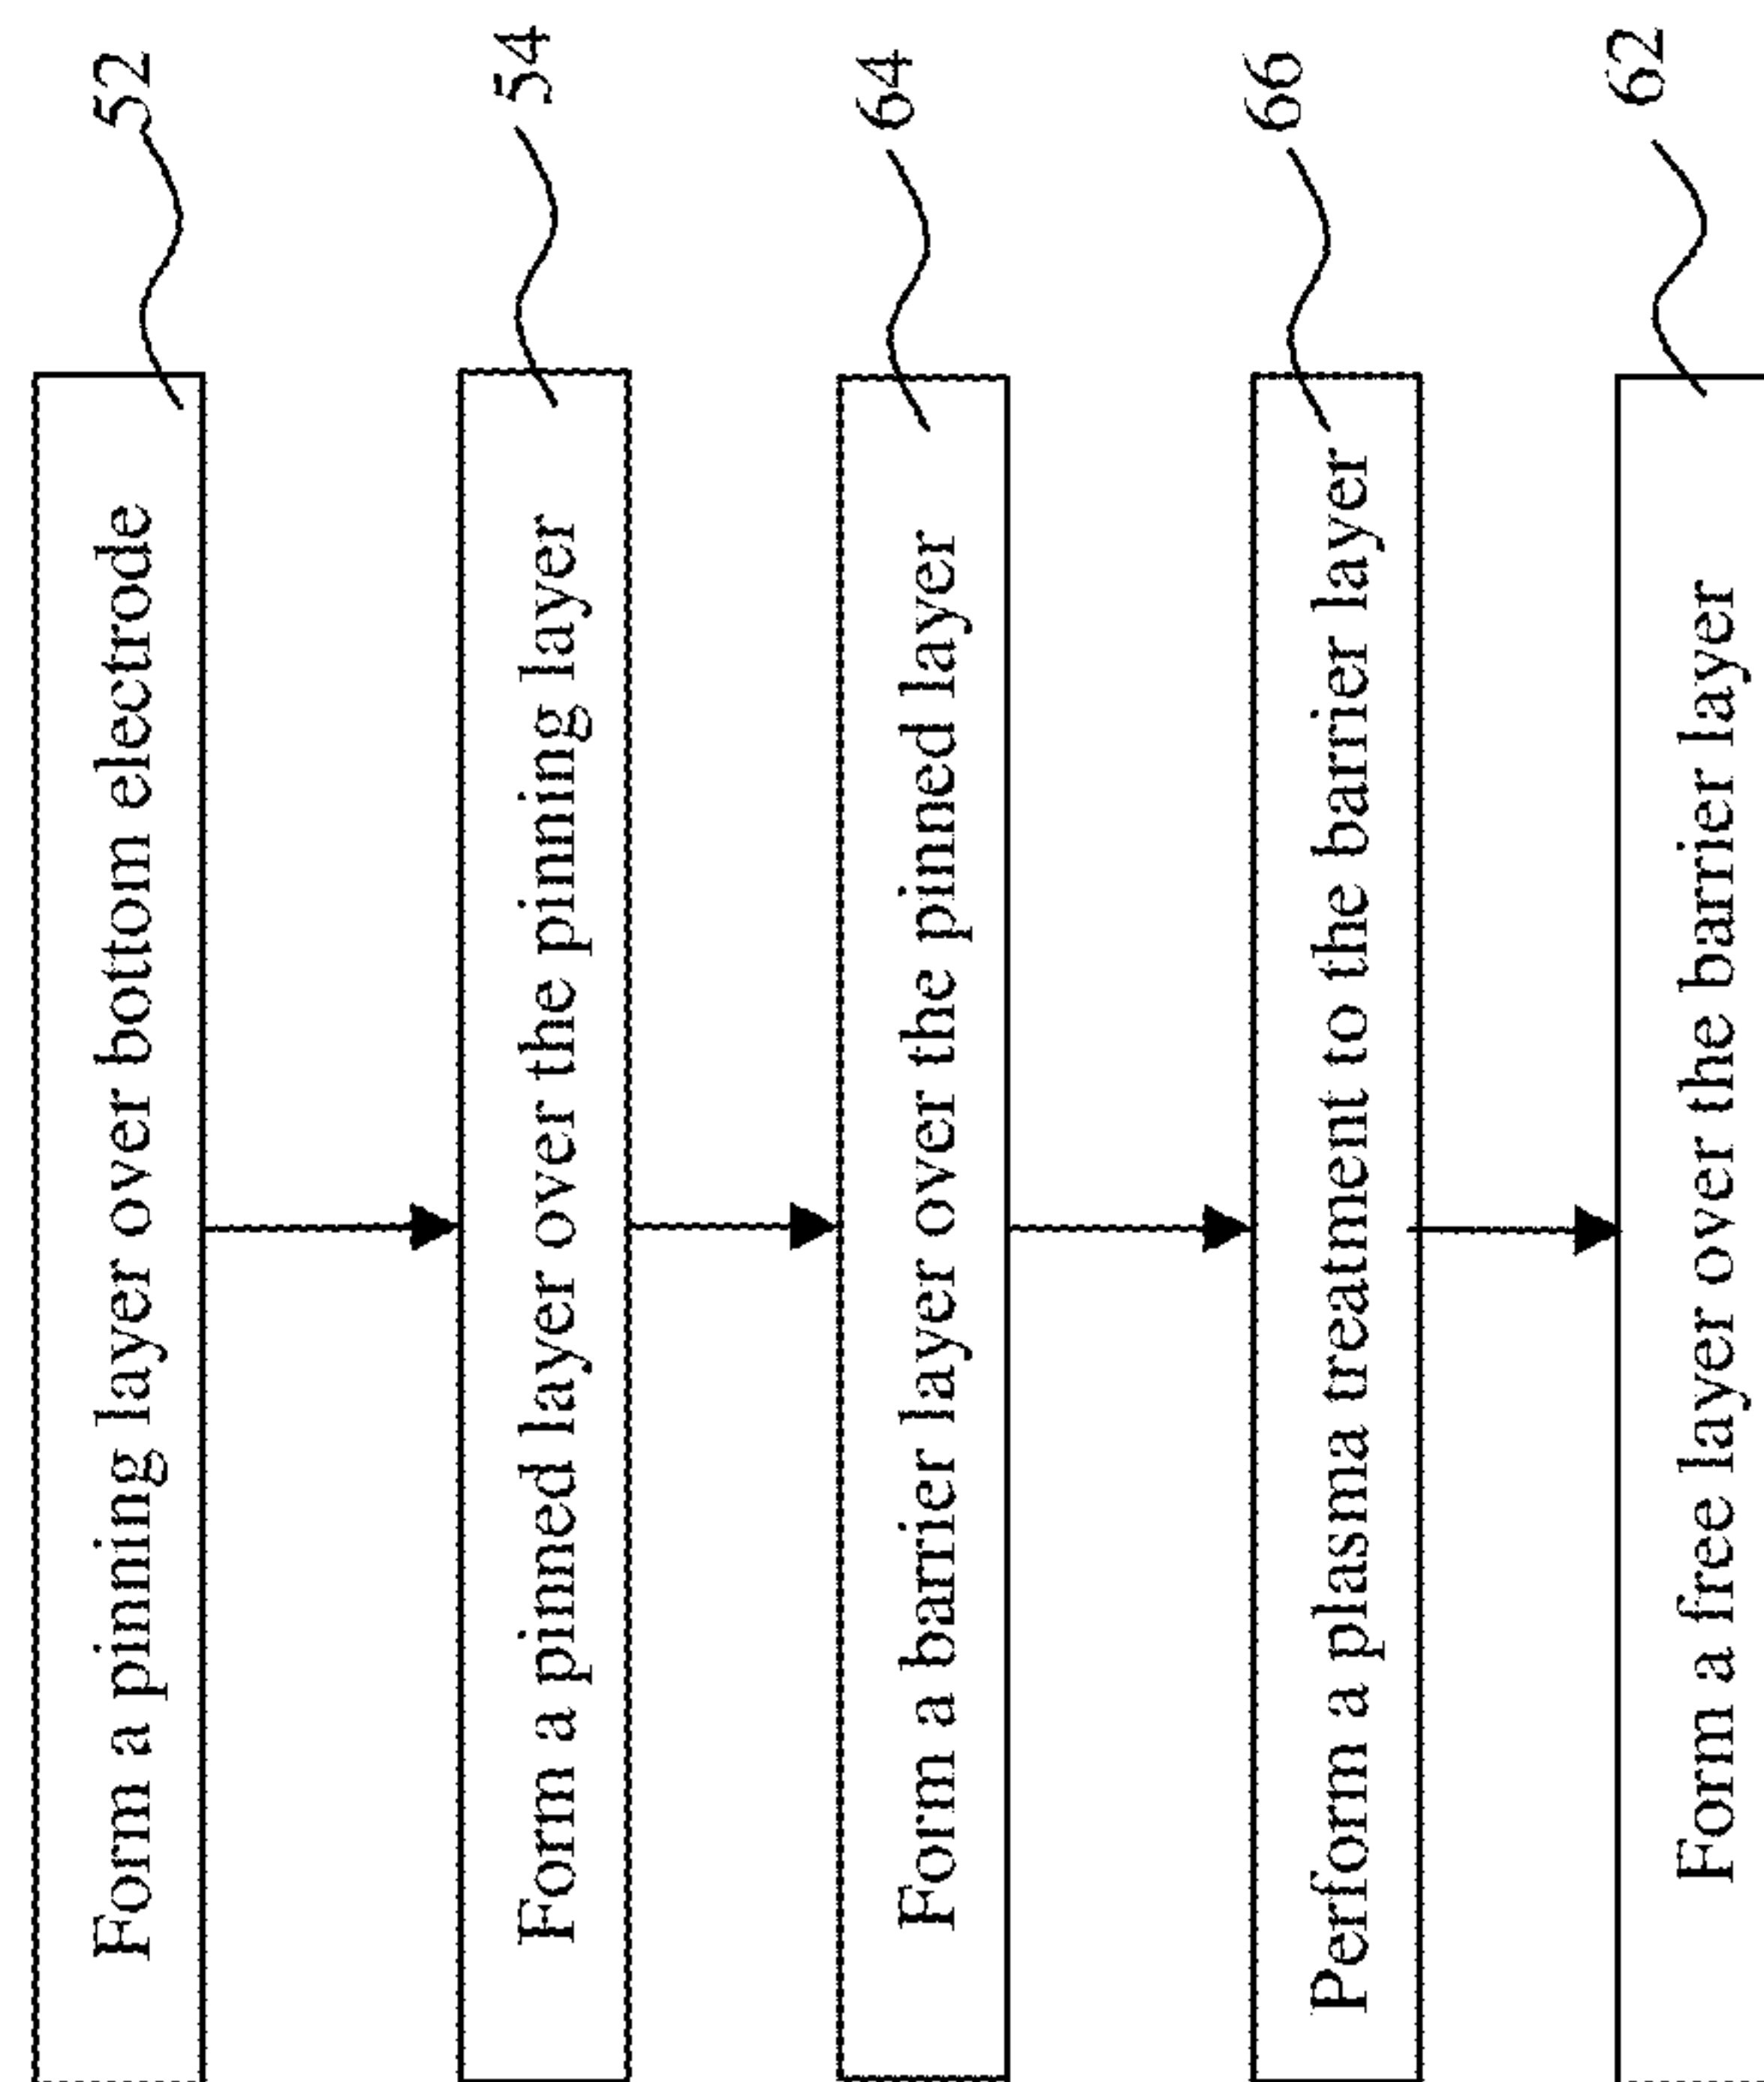 Form a pinning layer over bottom electrode
52
Form a pinned layer over the pinning layer
54
Form a barrier layer over the pinned layer
64
Perform a plasma treatment to the barrier layer
66
Form a free layer over the barrier layer
62